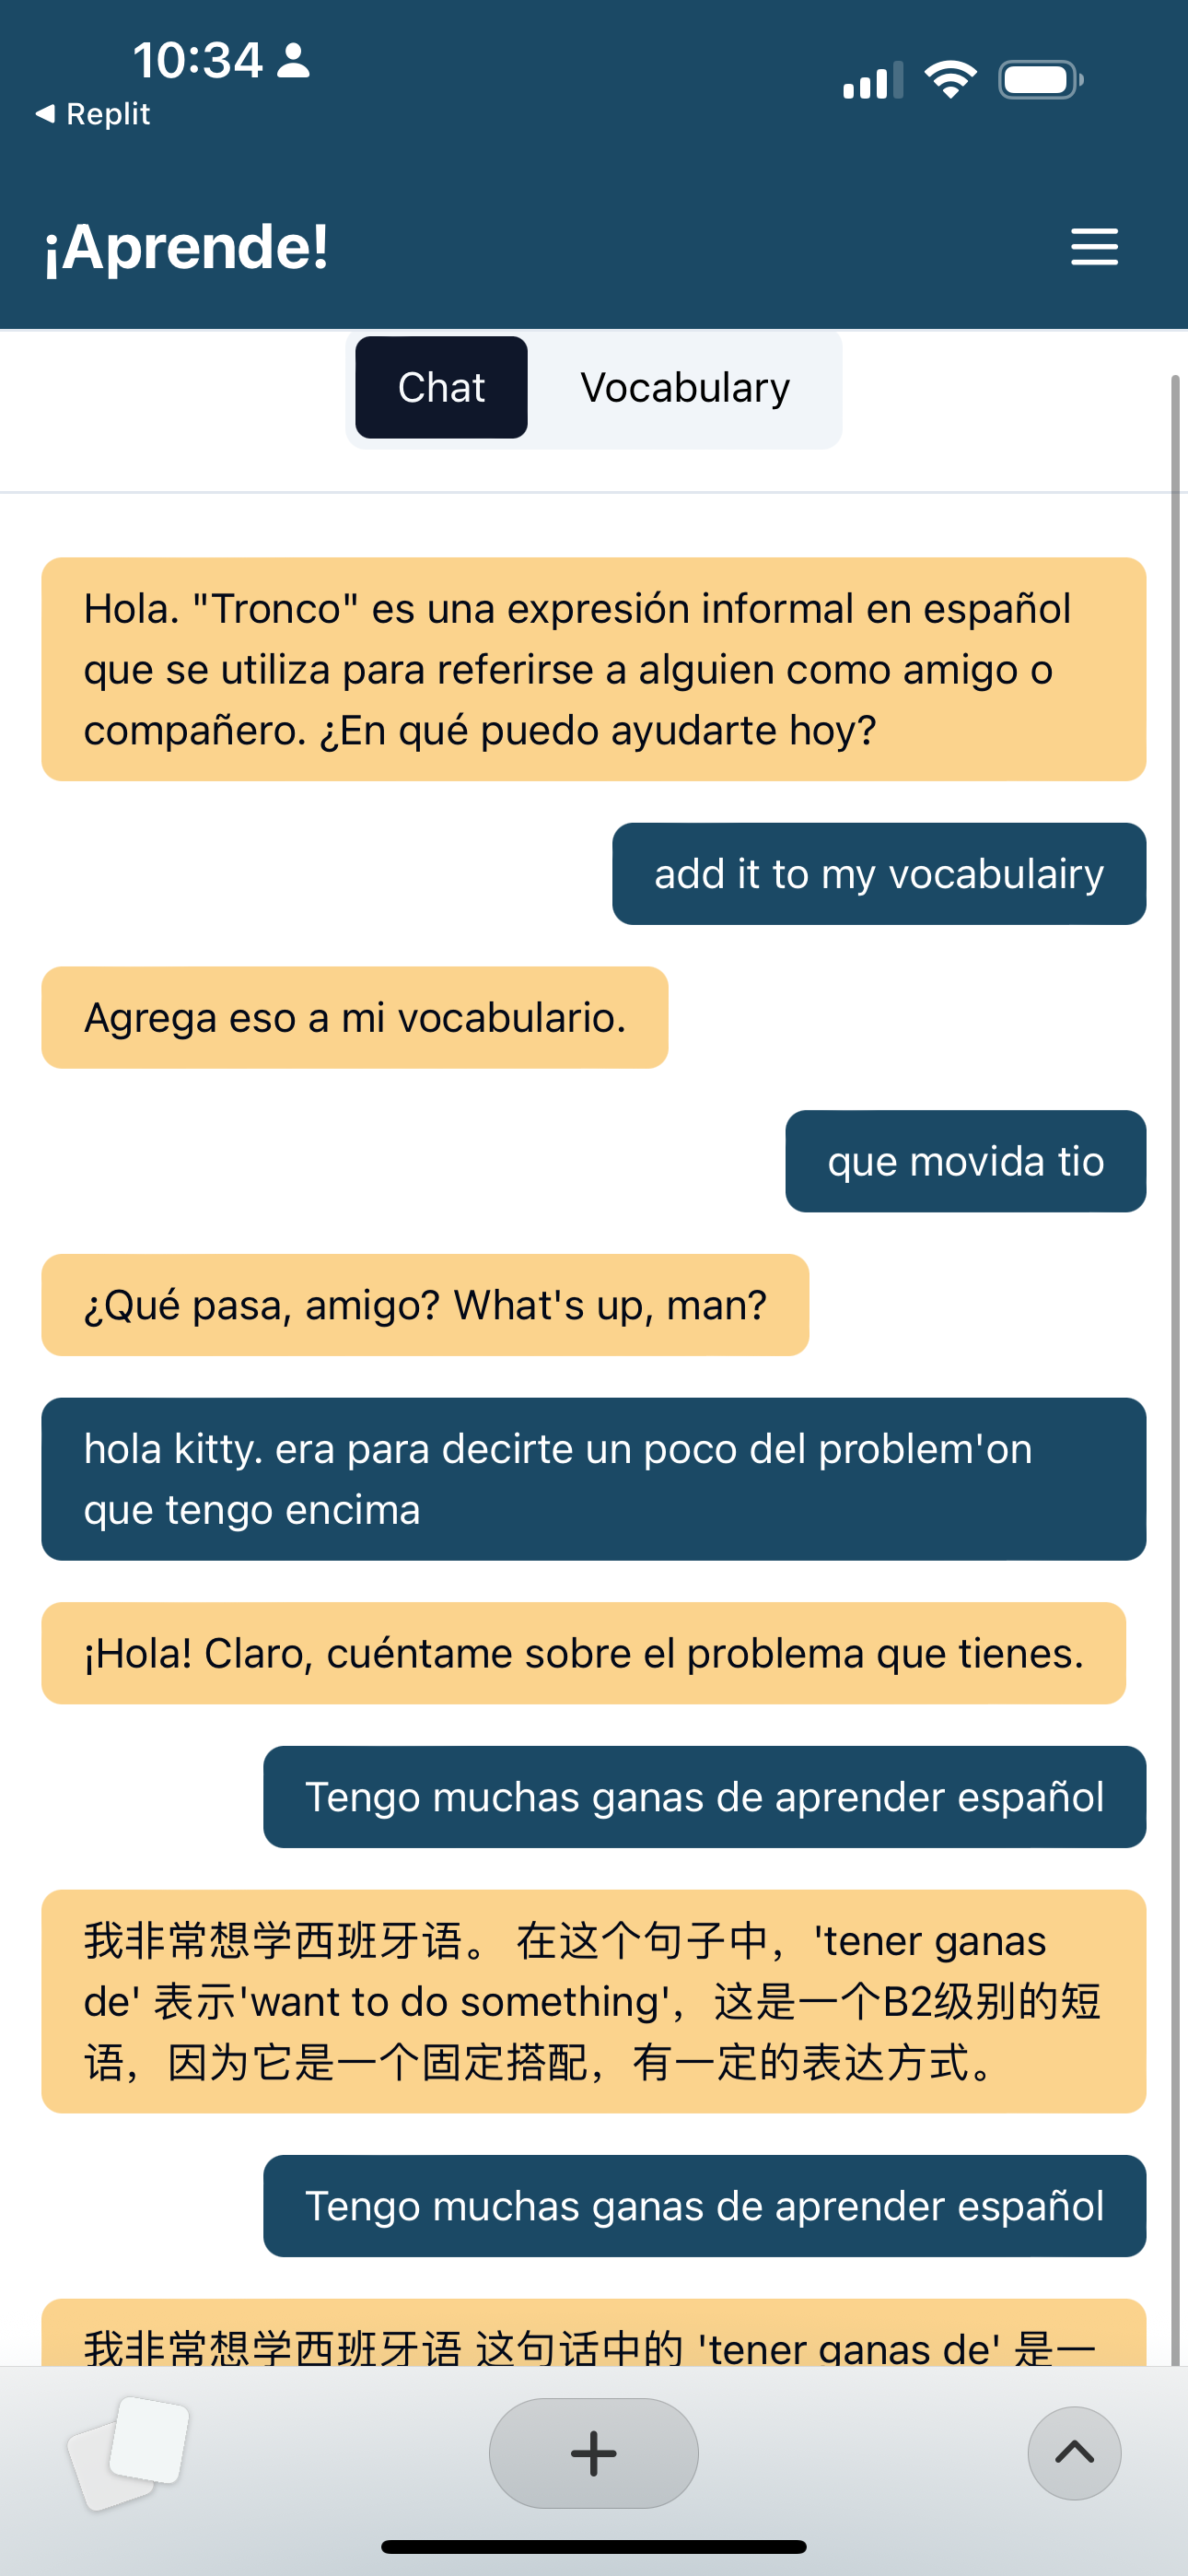 10:34
Replit
¡Aprende!
Chat
Vocabulary
Hola. "Tronco" es una expresión informal en español
que se utiliza para referirse a alguien como amigo o
compañero. ¿En qué puedo ayudarte hoy?
add it to my vocabulairy
Agrega eso a mi vocabulario.
que movida tio
¿Qué pasa, amigo? What's up, man?
hola kitty. era para decirte un poco del problem'on
que tengo encima
¡Hola! Claro, cuéntame sobre el problema que tienes.
Tengo muchas ganas de aprender español
我非常想学西班牙语。 在这个句子中，'tener ganas
de' 表示'want to do something'，这是一个B2级别的短
语，因为它是一个固定搭配，有一定的表达方式。
Tengo muchas ganas de aprender español
我非常想学西班牙语 这句话中的 'tener ganas de' 是一